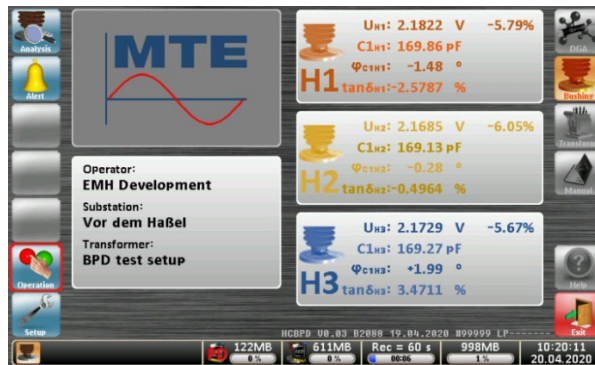 Analysis
Alert
Operation
Setup
MTE
Operator:
EMH Development
Substation:
Vor dem Haßel
Transformer:
BPD test setup
H1
UH1: 2.1822 V -5.79%
C1H1: 169.86 pF
φC1H1: -1.48 °
tanδH1:-2.5787 %
H2
UH2: 2.1685 V -6.05%
C1H2: 169.13 pF
φC1H2: -0.28 °
tanδH2:-0.4964 %
H3
UH3: 2.1729 V -5.67%
C1H3: 169.27 pF
φC1H3: +1.99 °
tanδH3: 3.4711 %
DGA
Bushing
Transform
Manual
Help
Exit
HCBPD V0.03 B2088 19.04.2020 #99999 LP------
122MB
0 %
611MB
0 %
Rec = 60 s
00:06
998MB
1 %
10:20:11
20.04.2020